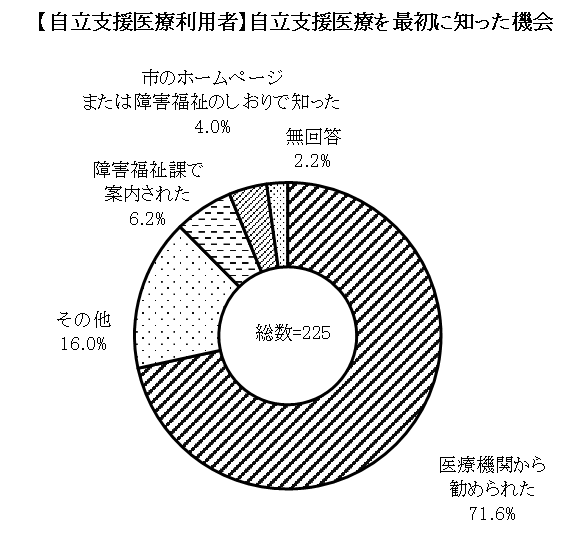 【自立支援医療利用者】自立支援医療を最初に知った機会
市のホームページ
または障害福祉のしおりで知った
4.0%
無回答
2.2%
障害福祉課で
案内された
6.2%
その他
16.0%
総数=225
医療機関から
勧められた
71.6%